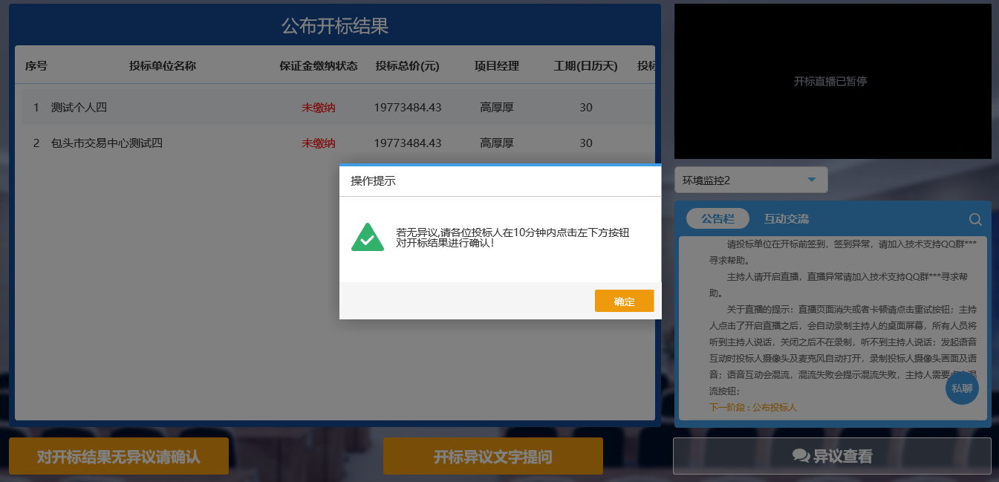 公布开标结果
序号 投标单位名称 保证金缴纳状态 投标总价(元) 项目经理 工期(日历天) 投标
1 测试个人四 未缴纳 19773484.43 高厚厚 30
2 包头市交易中心测试四 未缴纳 19773484.43 高厚厚 30
操作提示
若无异议,请各位投标人在10分钟内点击左下方按钮
对开标结果进行确认!
确定
对开标结果无异议请确认
开标异议文字提问
开标直播已暂停
环境监控2
公告栏 互动交流
请投标单位在开标前签到，签到异常，请加入技术支持QQ群***
寻求帮助。
主持人请开启直播，直播异常请加入技术支持QQ群***寻求帮
助。
关于直播的提示：直播页面消失或者卡顿请点击重试按钮；主持
人点击了开启直播之后，会自动录制主持人的桌面屏幕，所有人员将
听到主持人说话，关闭之后不在录制，听不到主持人说话；发起语音
互动时投标人摄像头及麦克风自动打开，录制投标人摄像头画面及语
音；语音互动会混流，混流失败会提示混流失败，主持人需要点击混
流按钮；
私聊
下一阶段 : 公布投标人
异议查看